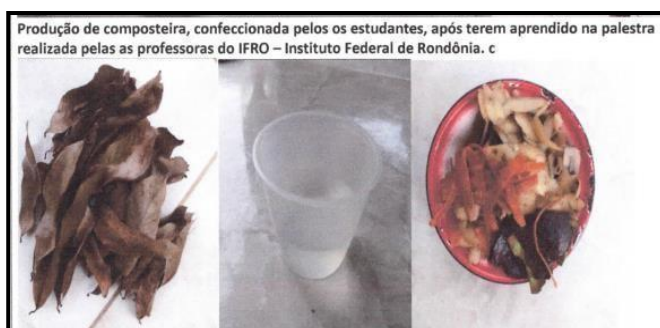 Produção de composteira, confeccionada pelos os estudantes, após terem aprendido na palestra
realizada pelas as professoras do IFRO – Instituto Federal de Rondônia. c